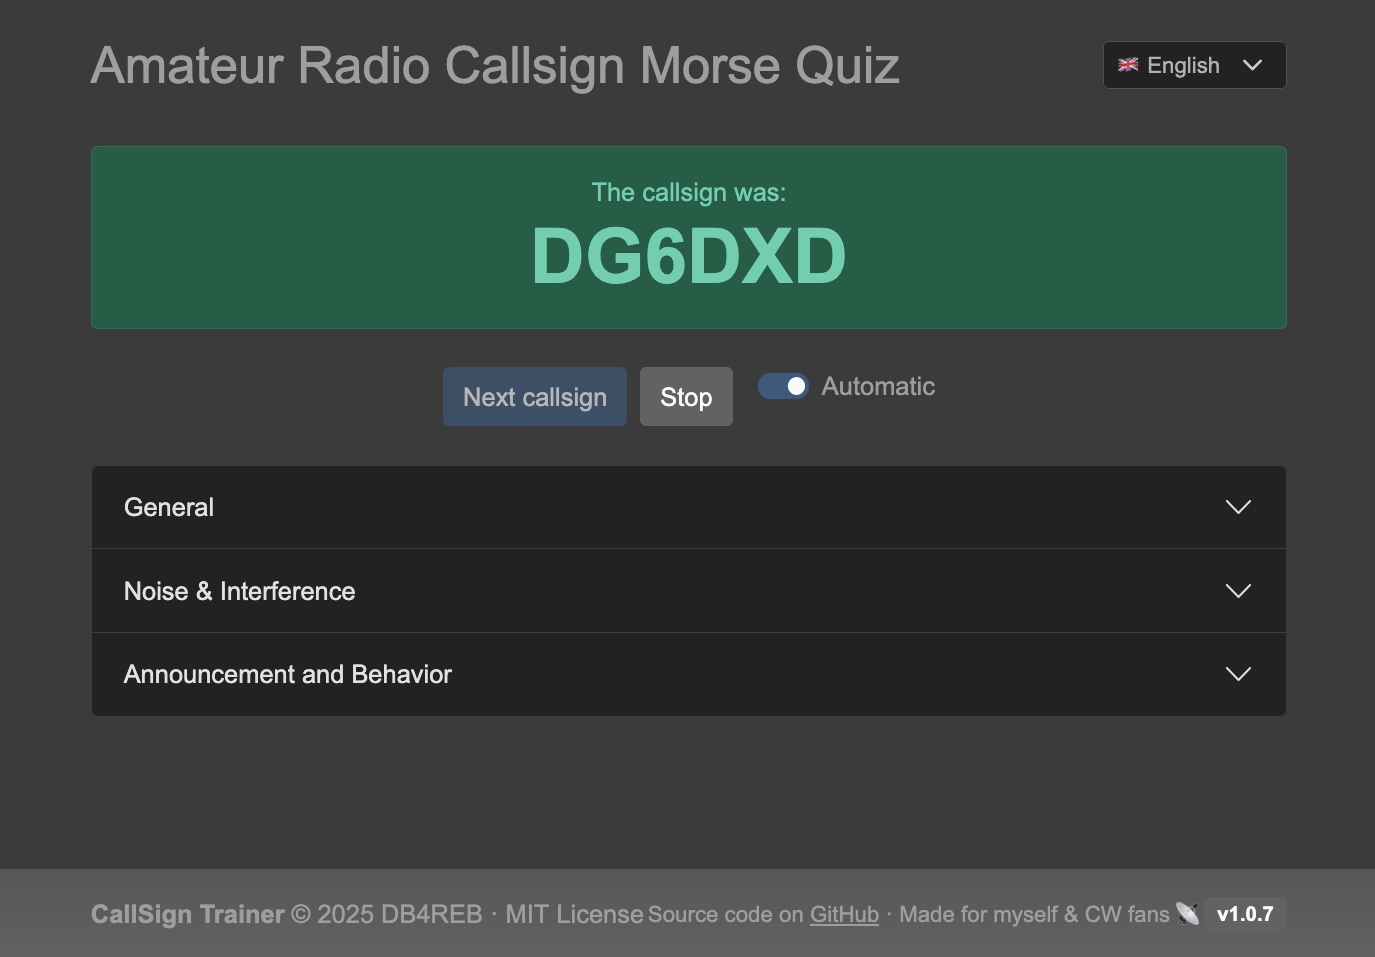 Amateur Radio Callsign Morse Quiz
🇬🇧 English
The callsign was:
DG6DXD
Next callsign
Stop
Automatic
General
Noise & Interference
Announcement and Behavior
CallSign Trainer © 2025 DB4REB · MIT License Source code on GitHub · Made for myself & CW fans 📡 v1.0.7